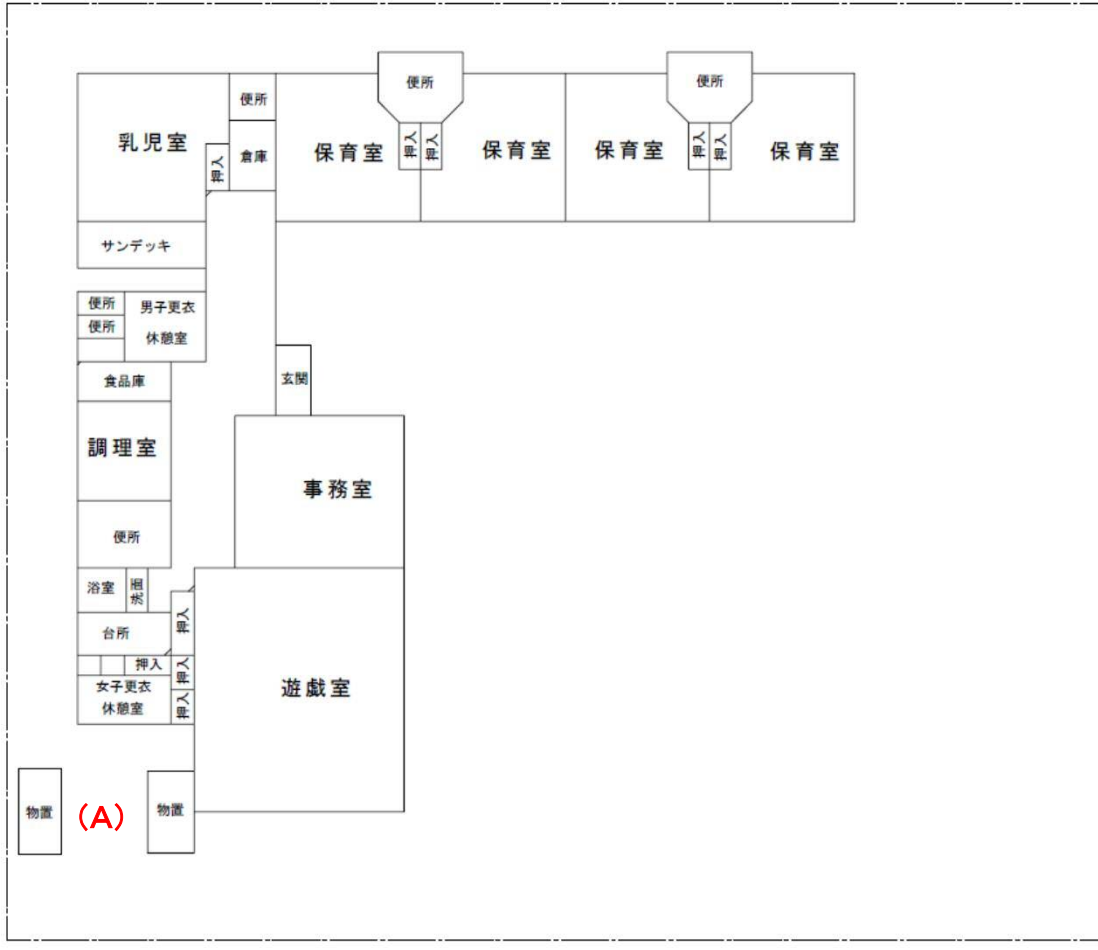 便所
便所
便所
乳児室
押入
倉庫
保育室
押入
押入
保育室
保育室
押入
押入
保育室
サンデッキ
便所
便所
男子更衣
休憩室
食品庫
玄関
調理室
事務室
便所
浴室
洗面
押入
台所
押入
押入
女子更衣
休憩室
押入
遊戯室
物置
(A)
物置